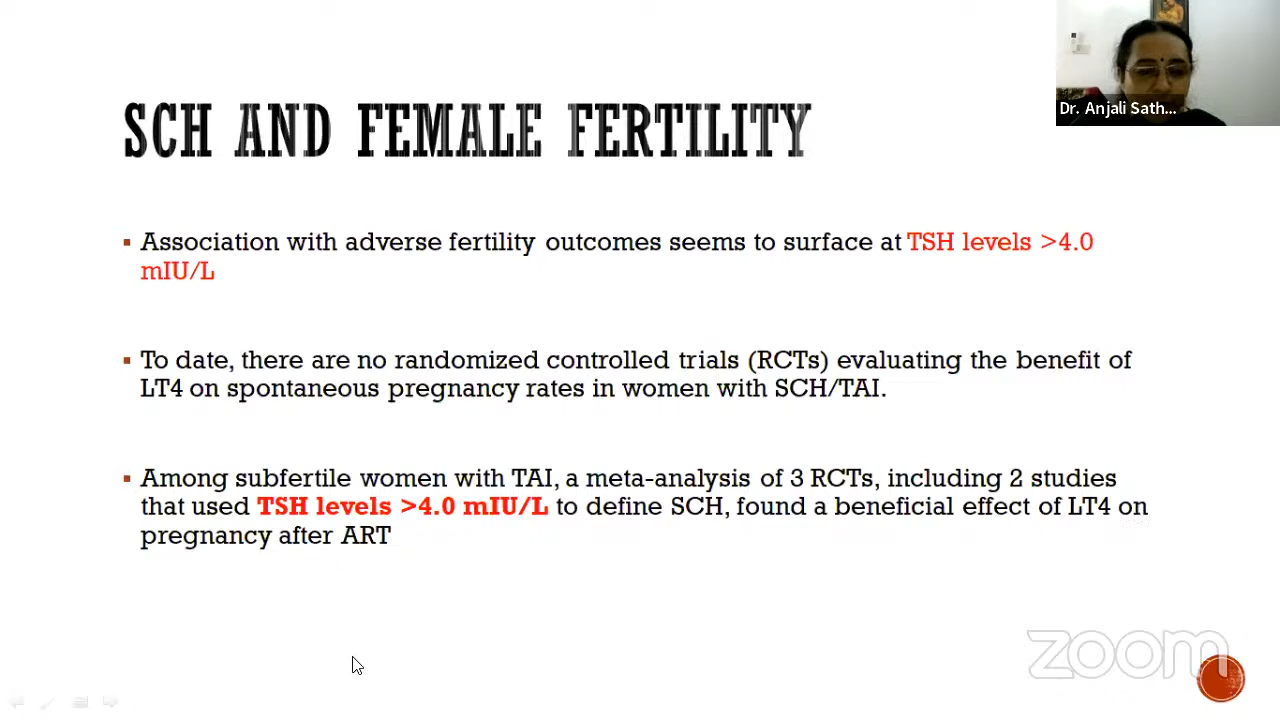 SCH AND FEMALE FERTILITY
Dr. Anjali Sath...
▪ Association with adverse fertility outcomes seems to surface at TSH levels >4.0
mIU/L
▪ To date, there are no randomized controlled trials (RCTs) evaluating the benefit of
LT4 on spontaneous pregnancy rates in women with SCH/TAI.
▪ Among subfertile women with TAI, a meta-analysis of 3 RCTs, including 2 studies
that used TSH levels >4.0 mIU/L to define SCH, found a beneficial effect of LT4 on
pregnancy after ART
zoom